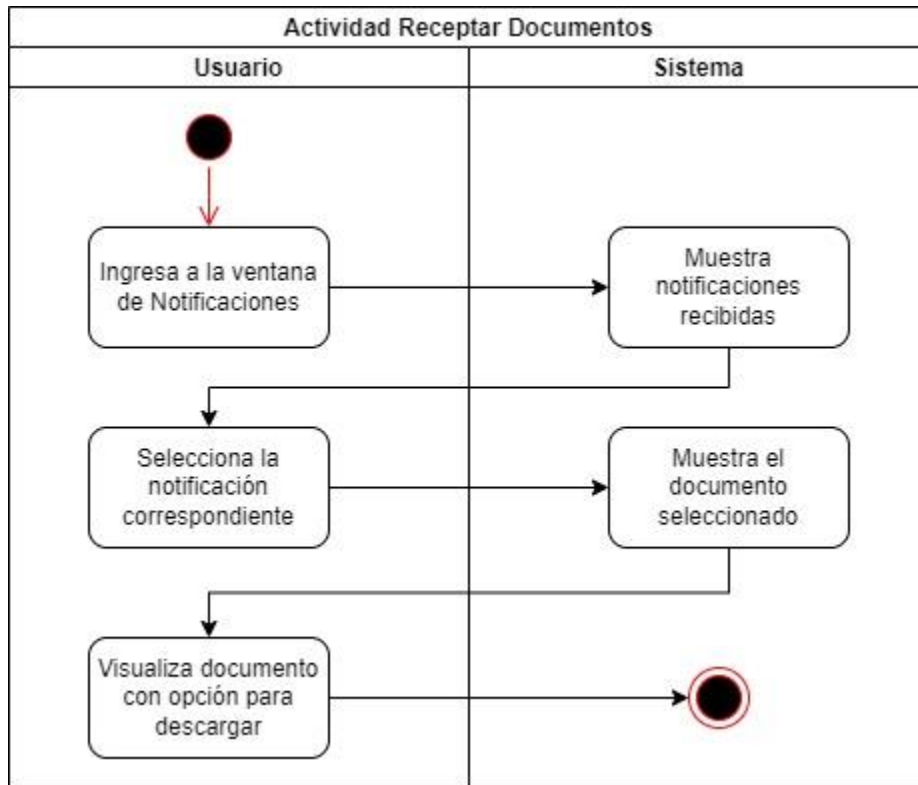 Actividad Receptar Documentos
Usuario
Sistema
Ingresa a la ventana
de Notificaciones
Muestra
notificaciones
recibidas
Selecciona la
notificación
correspondiente
Muestra el
documento
seleccionado
Visualiza documento
con opción para
descargar